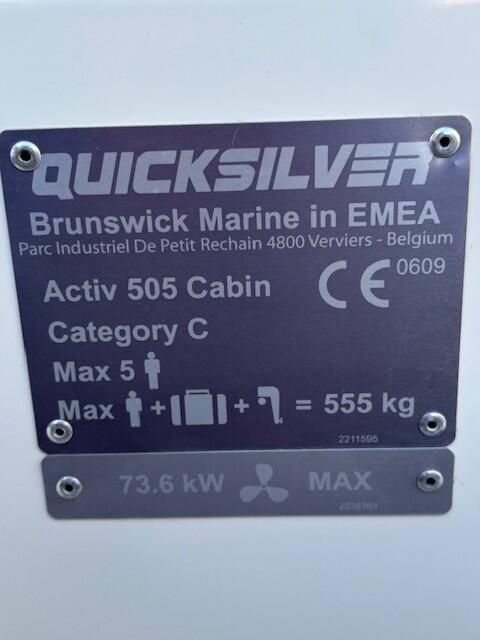 QUICKSILVER
Brunswick Marine in EMEA
Parc Industriel De Petit Rechain 4800 Verviers - Belgium
Activ 505 Cabin CE 0609
Category C
Max 5
Max + + = 555 kg
2211595
73.6 kW MAX